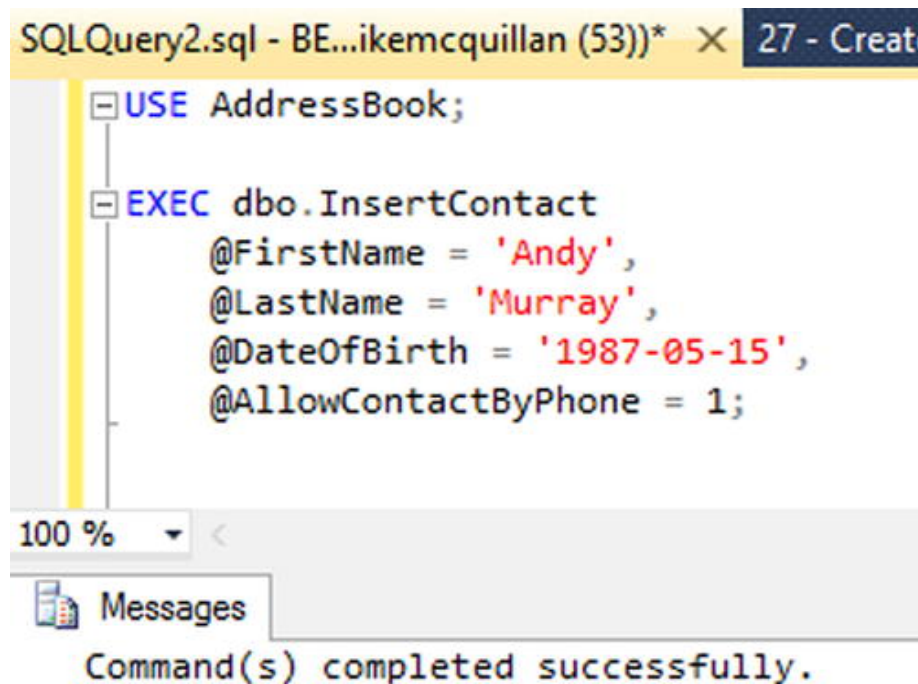 SQLQuery2.sql - BE...ikemcquillan (53))* 27 - Creat
USE AddressBook;
EXEC dbo.InsertContact
@FirstName = 'Andy',
@LastName = 'Murray',
@DateOfBirth = '1987-05-15',
@AllowContactByPhone = 1;
100 %
Messages
Command(s) completed successfully.